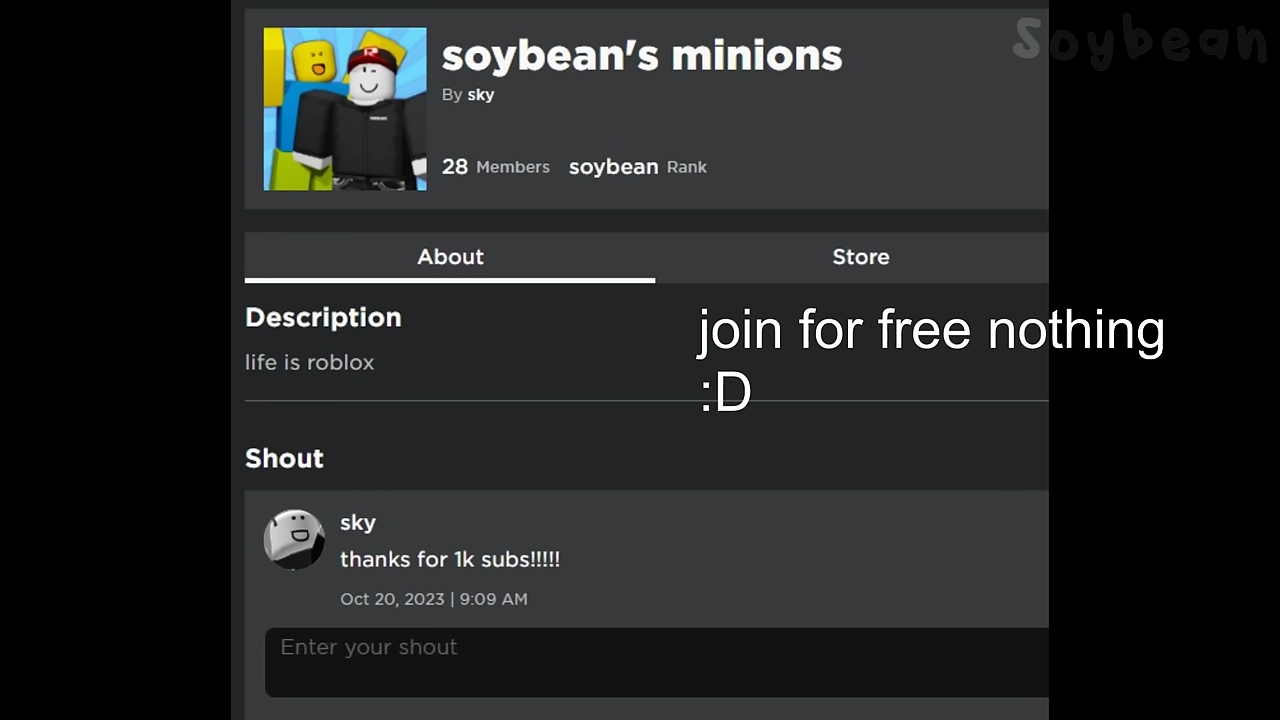 Soybean
soybean's minions
By sky
28 Members soybean Rank
About Store
Description
life is roblox
join for free nothing
:D
Shout
sky
thanks for 1k subs!!!!!
Oct 20, 2023 | 9:09 AM
Enter your shout